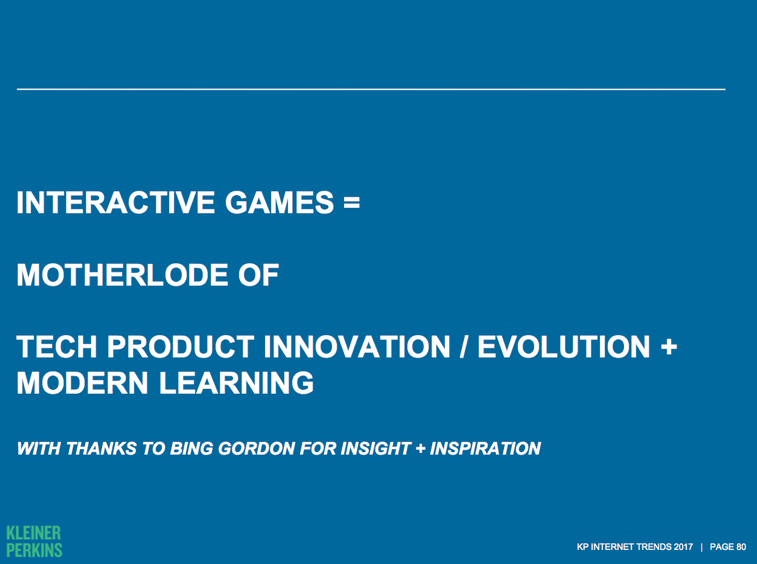 INTERACTIVE GAMES =
MOTHERLODE OF
TECH PRODUCT INNOVATION / EVOLUTION +
MODERN LEARNING
WITH THANKS TO BING GORDON FOR INSIGHT + INSPIRATION
KLEINER
PERKINS
KP INTERNET TRENDS 2017 | PAGE 80